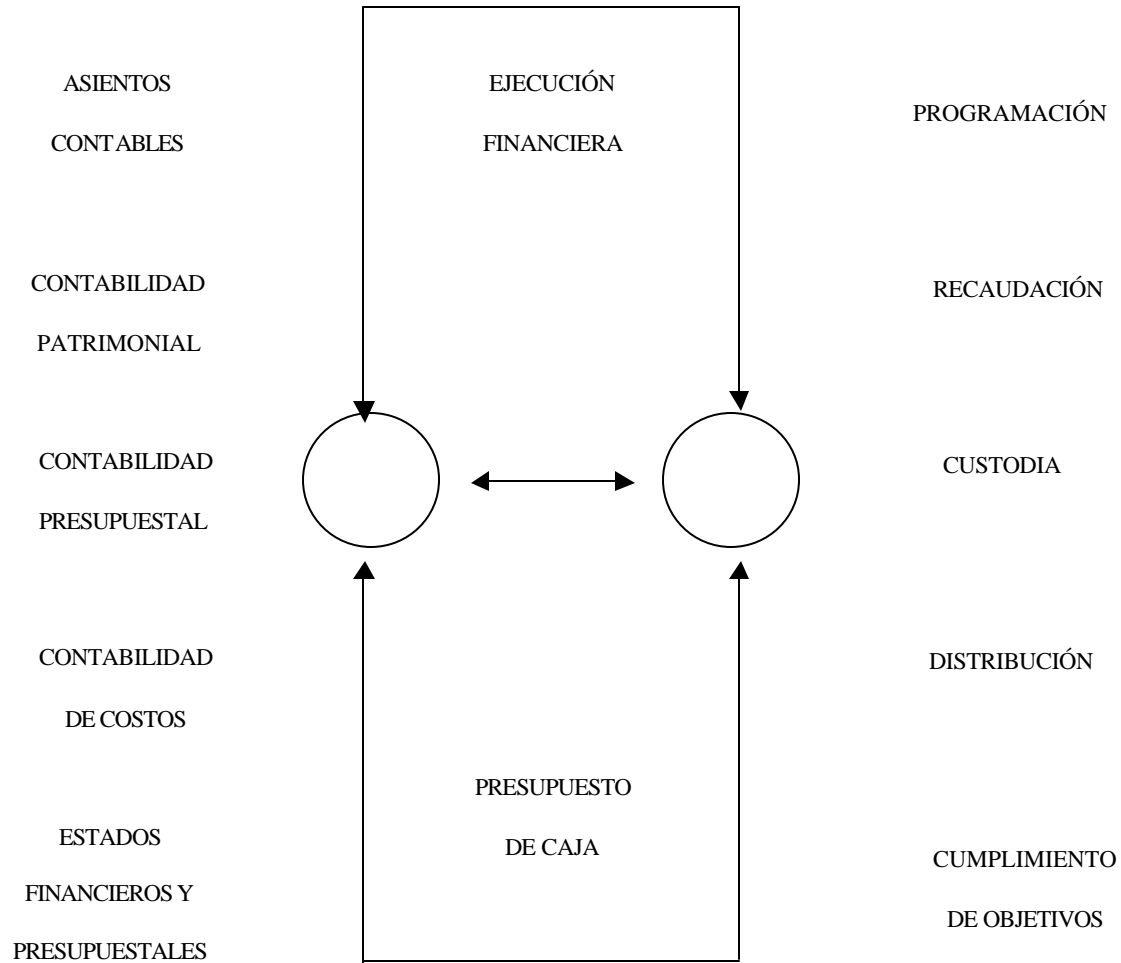 ASIENTOS
CONTABLES
EJECUCIÓN
FINANCIERA
PROGRAMACIÓN
CONTABILIDAD
PATRIMONIAL
RECAUDACIÓN
CONTABILIDAD
PRESUPUESTAL
CUSTODIA
CONTABILIDAD
DE COSTOS
DISTRIBUCIÓN
PRESUPUESTO
DE CAJA
ESTADOS
FINANCIEROS Y
PRESUPUESTALES
CUMPLIMIENTO
DE OBJETIVOS